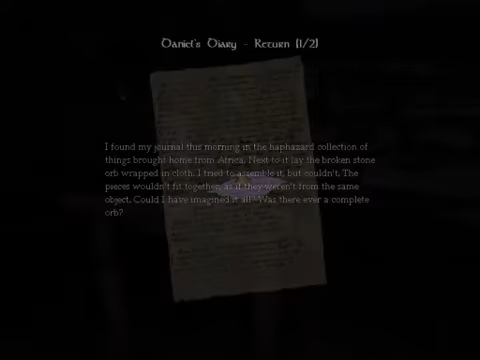 Daniel's Diary - Return (1/2)
I found my journal this morning in the haphazard collection of
things brought home from Africa. Next to it lay the broken stone
orb wrapped in cloth. I tried to assemble it, but couldn't. The
pieces wouldn't fit together, as if they weren't from the same
object. Could I have imagined it all? Was there ever a complete
orb?